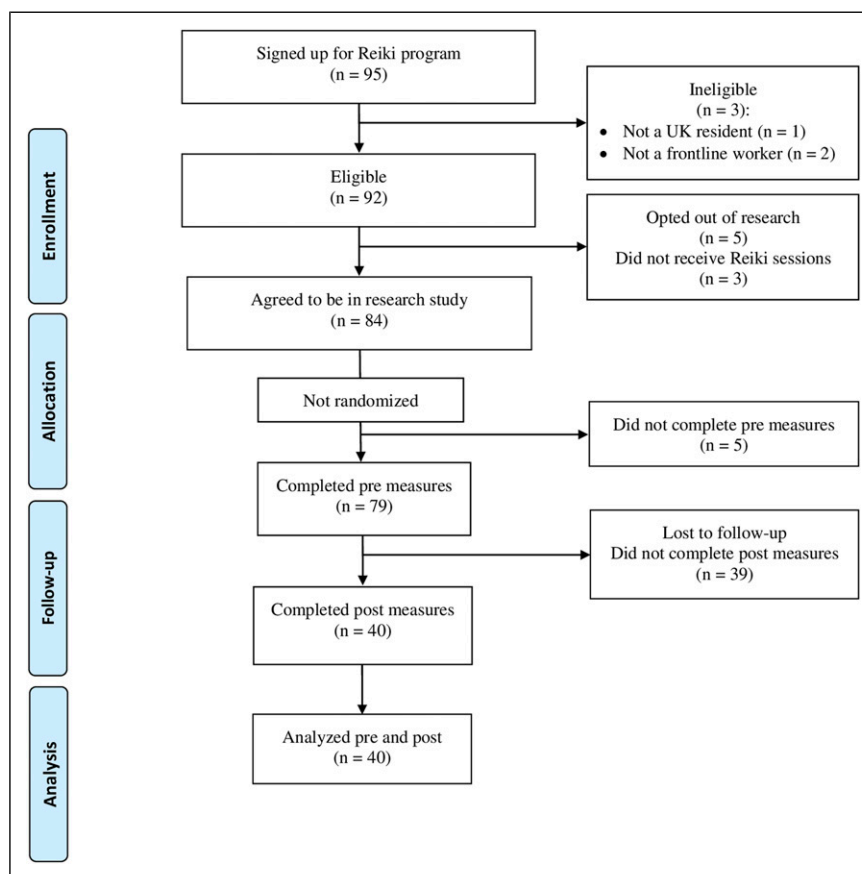 Signed up for Reiki program
(n = 95)
Ineligible
(n = 3):
• Not a UK resident (n = 1)
• Not a frontline worker (n = 2)
Enrollment
Eligible
(n = 92)
Opted out of research
(n = 5)
Did not receive Reiki sessions
(n = 3)
Agreed to be in research study
(n = 84)
Allocation
Not randomized
Did not complete pre measures
(n = 5)
Completed pre measures
(n = 79)
Follow-up
Lost to follow-up
Did not complete post measures
(n = 39)
Completed post measures
(n = 40)
Analysis
Analyzed pre and post
(n = 40)